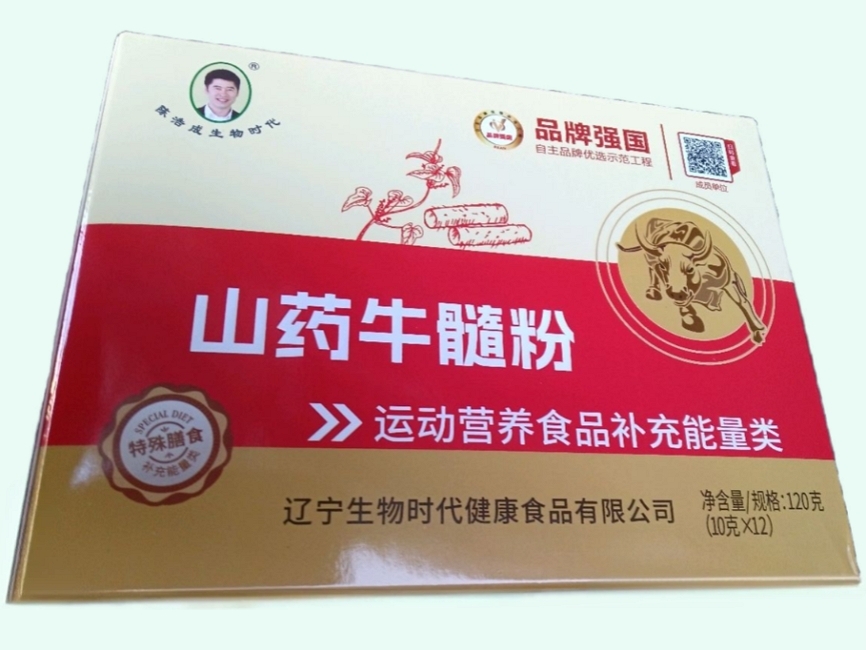 陈浩成生物时代
®
品牌强国
品牌强国
自主品牌优选示范工程
成员单位
山药牛髓粉
运动营养食品补充能量类
SPECIAL DIET
特殊膳食
补充能量类
辽宁生物时代健康食品有限公司
净含量/规格:120克
(10克×12)